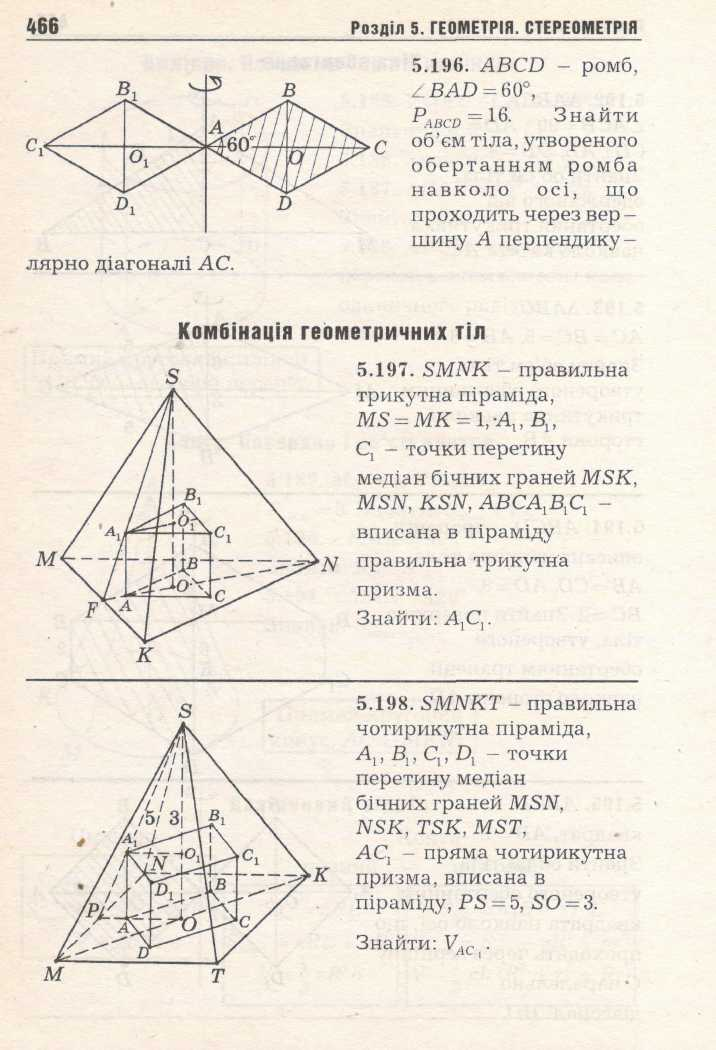 466
Розділ 5. ГЕОМЕТРІЯ. СТЕРЕОМЕТРІЯ
5.196. ABCD – ромб,
∠BAD = 60°,
P_ABCD = 16. Знайти
об’єм тіла, утвореного
обертанням ромба
навколо осі, що
проходить через вер–
шину A перпендику–
лярно діагоналі AC.
B₁ B
A
C₁ O₁ 60° O C
D₁ D
Комбінація геометричних тіл
5.197. SMNK – правильна
трикутна піраміда,
MS = MK = 1, A₁, B₁,
C₁ – точки перетину
медіан бічних граней MSK,
MSN, KSN, ABCA₁B₁C₁ –
вписана в піраміду
правильна трикутна
призма.
Знайти: A₁C₁.
S
B₁
A₁ O₁ C₁
M B N
F A O C
K
5.198. SMNKT – правильна
чотирикутна піраміда,
A₁, B₁, C₁, D₁ – точки
перетину медіан
бічних граней MSN,
NSK, TSK, MST,
AC₁ – пряма чотирикутна
призма, вписана в
піраміду, PS = 5, SO = 3.
Знайти: V_AC₁.
S
5 3 B₁
A₁ O₁ C₁
N K
D₁ B
P A O C
D
M T